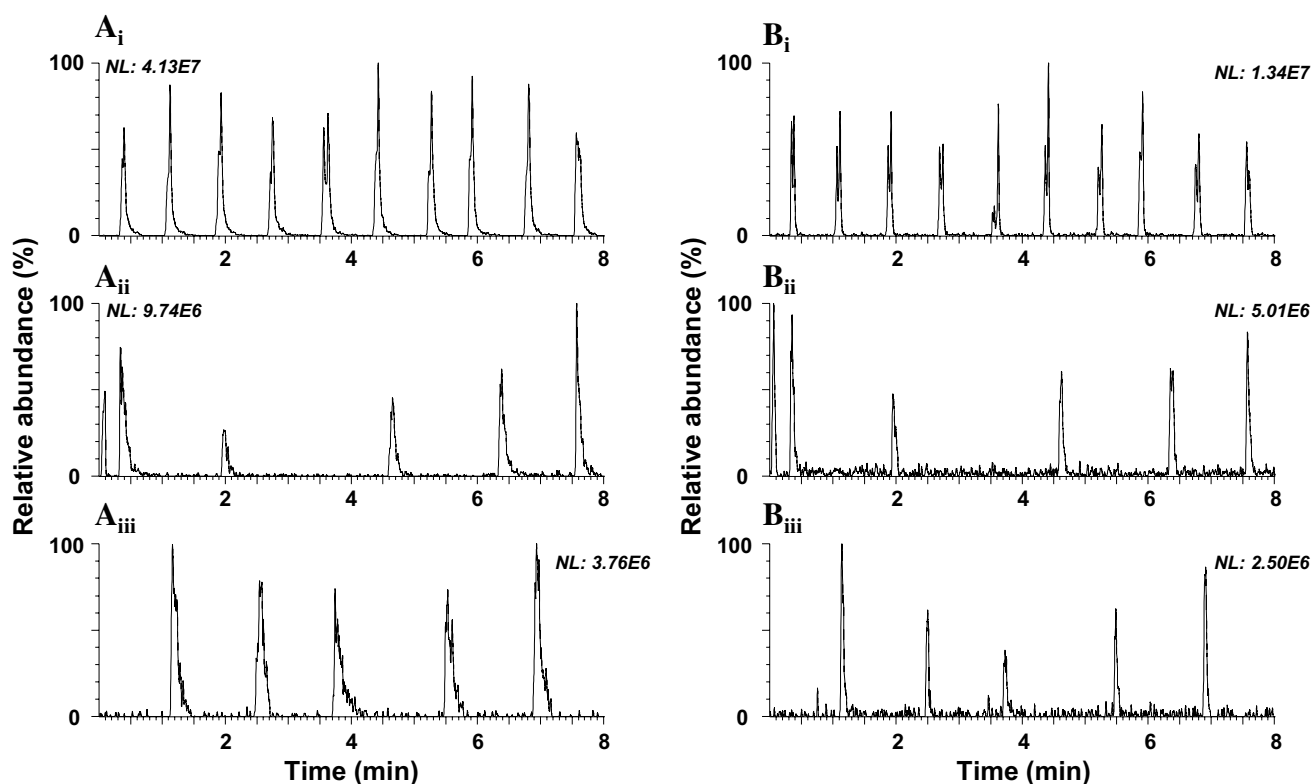 Ai
Bi
100
NL: 4.13E7
100
NL: 1.34E7
0
0
2
4
6
8
2
4
6
8
Aii
Bii
100
NL: 9.74E6
100
NL: 5.01E6
Relative abundance (%)
Relative abundance (%)
0
0
2
4
6
8
2
4
6
8
Aiii
Biii
100
NL: 3.76E6
100
NL: 2.50E6
0
0
2
4
6
8
2
4
6
8
Time (min)
Time (min)